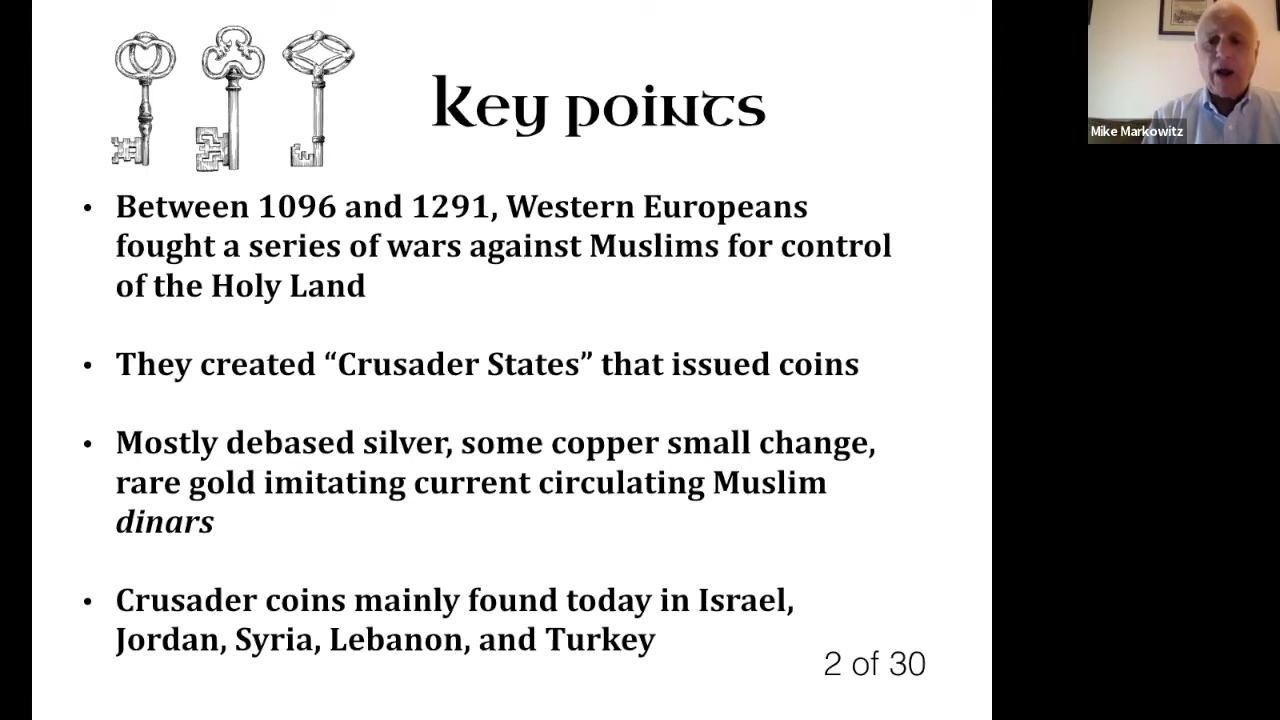 key points
• Between 1096 and 1291, Western Europeans
fought a series of wars against Muslims for control
of the Holy Land
• They created “Crusader States” that issued coins
• Mostly debased silver, some copper small change,
rare gold imitating current circulating Muslim
dinars
• Crusader coins mainly found today in Israel,
Jordan, Syria, Lebanon, and Turkey
2 of 30
Mike Markowitz